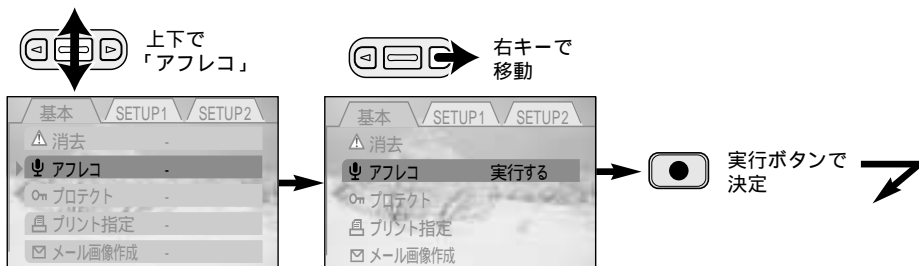 上下で
「アフレコ」
右キーで
移動
基本 SETUP1 SETUP2
消去 -
アフレコ -
プロテクト -
プリント指定 -
メール画像作成 -
基本 SETUP1 SETUP2
消去
アフレコ 実行する
プロテクト
プリント指定
メール画像作成
実行ボタンで
決定